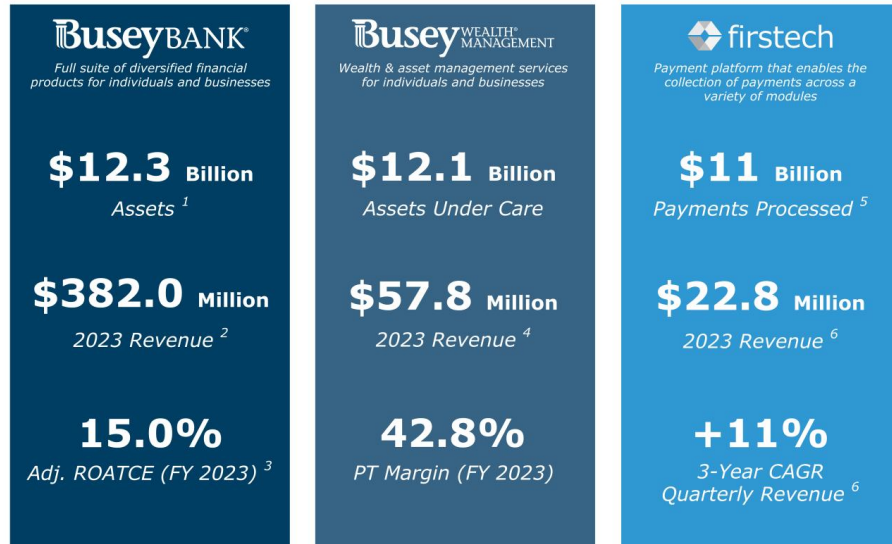 BuseyBANK®
Full suite of diversified financial
products for individuals and businesses
$12.3 Billion
Assets 1
$382.0 Million
2023 Revenue 2
15.0%
Adj. ROATCE (FY 2023) 3
Busey WEALTH® MANAGEMENT
Wealth & asset management services
for individuals and businesses
$12.1 Billion
Assets Under Care
$57.8 Million
2023 Revenue 4
42.8%
PT Margin (FY 2023)
firstech
Payment platform that enables the
collection of payments across a
variety of modules
$11 Billion
Payments Processed 5
$22.8 Million
2023 Revenue 6
+11%
3-Year CAGR
Quarterly Revenue 6